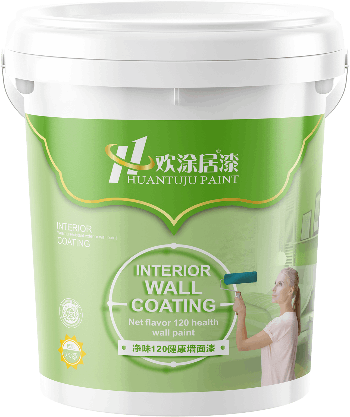 欢涂居漆
HUANTUJU PAINT
INTERIOR
COATING
INTERIOR
WALL
COATING
Net flavor 120 health
wall paint
净味120健康墙面漆